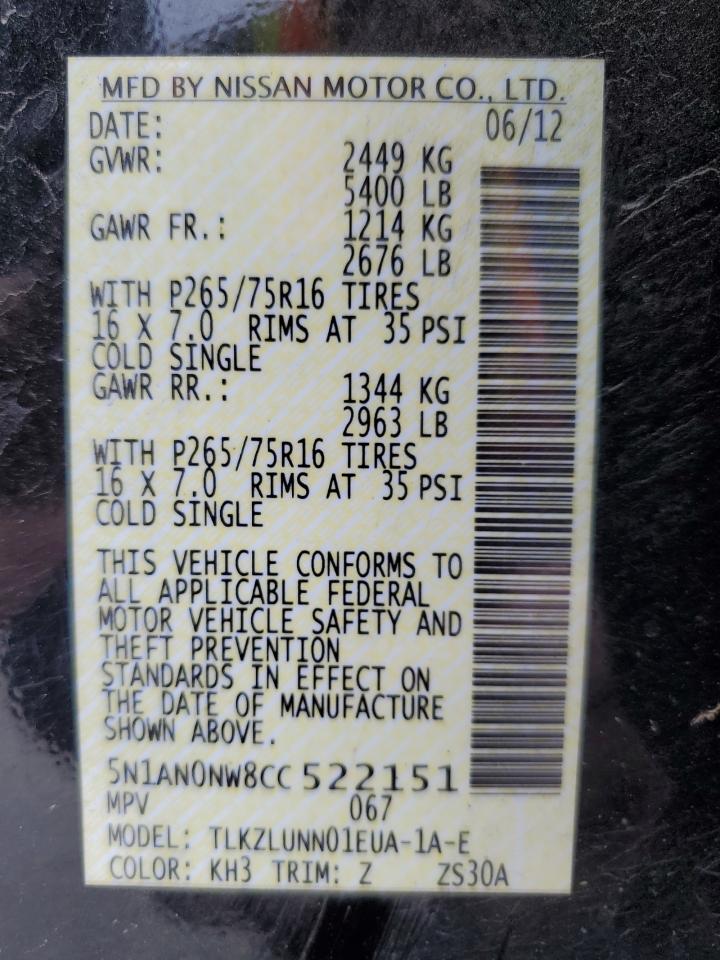 MFD BY NISSAN MOTOR CO., LTD.
DATE: 06/12
GVWR: 2449 KG
5400 LB
GAWR FR.: 1214 KG
2676 LB
WITH P265/75R16 TIRES
16 X 7.0 RIMS AT 35 PSI
COLD SINGLE
GAWR RR.: 1344 KG
2963 LB
WITH P265/75R16 TIRES
16 X 7.0 RIMS AT 35 PSI
COLD SINGLE
THIS VEHICLE CONFORMS TO
ALL APPLICABLE FEDERAL
MOTOR VEHICLE SAFETY AND
THEFT PREVENTION
STANDARDS IN EFFECT ON
THE DATE OF MANUFACTURE
SHOWN ABOVE.
5N1AN0NW8CC 522151
MPV 067
MODEL: TLKZLUNN01EUA-1A-E
COLOR: KH3 TRIM: Z ZS30A